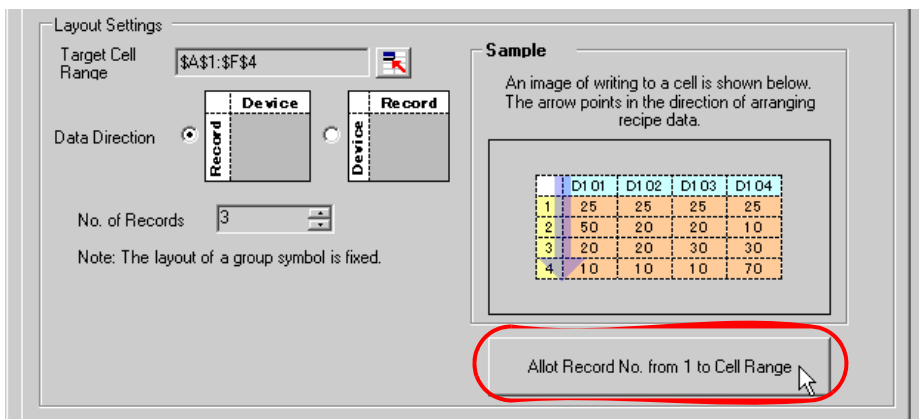 Layout Settings
Target Cell
Range
$A$1:$F$4
Data Direction
Device
Record
Record
Device
No. of Records
3
Note: The layout of a group symbol is fixed.
Sample
An image of writing to a cell is shown below.
The arrow points in the direction of arranging
recipe data.
D101 D102 D103 D104
1 25 25 25 25
2 50 20 20 10
3 20 20 30 30
4 10 10 10 70
Allot Record No. from 1 to Cell Range